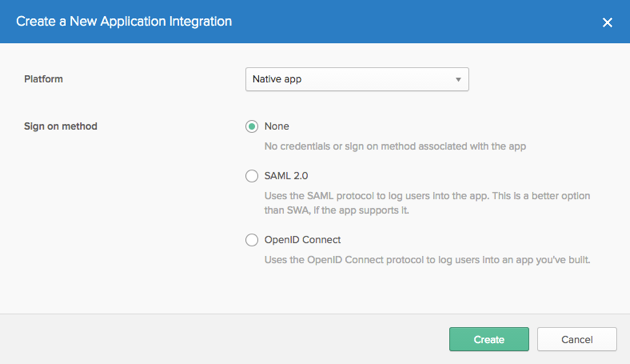 Create a New Application Integration
Platform
Native app
Sign on method
None
No credentials or sign on method associated with the app
SAML 2.0
Uses the SAML protocol to log users into the app. This is a better option
than SWA, if the app supports it.
OpenID Connect
Uses the OpenID Connect protocol to log users into an app you've built.
Create
Cancel